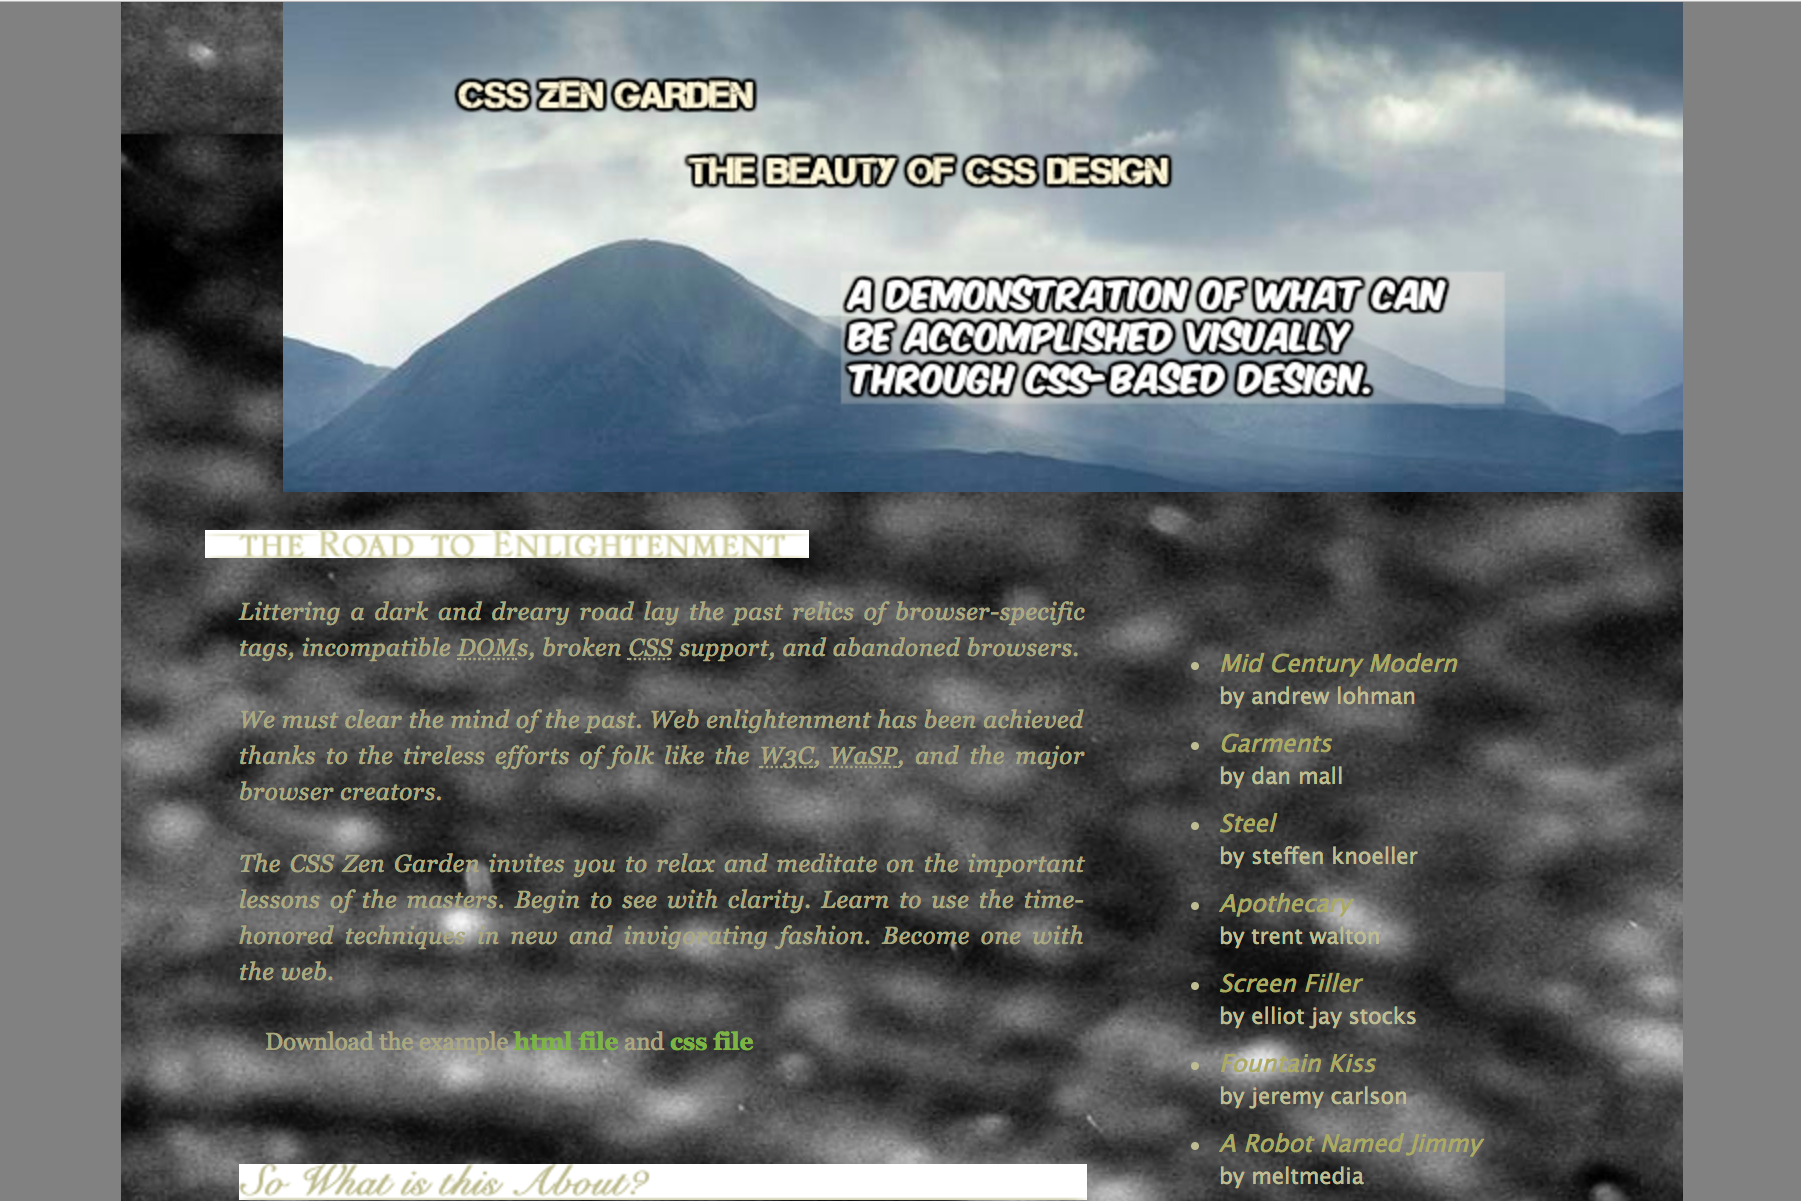 CSS ZEN GARDEN
THE BEAUTY OF CSS DESIGN
A DEMONSTRATION OF WHAT CAN
BE ACCOMPLISHED VISUALLY
THROUGH CSS-BASED DESIGN.
THE ROAD TO ENLIGHTENMENT
Littering a dark and dreary road lay the past relics of browser-specific
tags, incompatible DOMs, broken CSS support, and abandoned browsers.
We must clear the mind of the past. Web enlightenment has been achieved
thanks to the tireless efforts of folk like the W3C, WaSP, and the major
browser creators.
The CSS Zen Garden invites you to relax and meditate on the important
lessons of the masters. Begin to see with clarity. Learn to use the time-
honored techniques in new and invigorating fashion. Become one with
the web.
Download the example html file and css file
So What is this About?
Mid Century Modern
by andrew lohman
Garments
by dan mall
Steel
by steffen knoeller
Apothecary
by trent walton
Screen Filler
by elliot jay stocks
Fountain Kiss
by jeremy carlson
A Robot Named Jimmy
by meltmedia